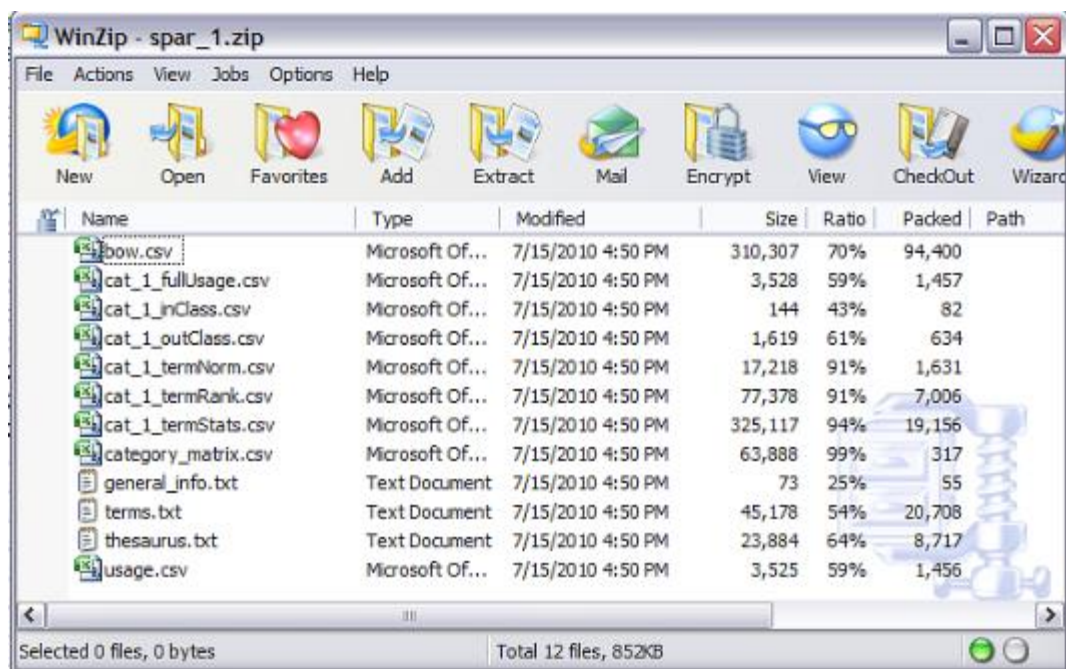 WinZip - spar_1.zip
File Actions View Jobs Options Help
New Open Favorites Add Extract Mail Encrypt View CheckOut Wizard
Name Type Modified Size Ratio Packed Path
bow.csv Microsoft Of... 7/15/2010 4:50 PM 310,307 70% 94,400
cat_1_fullUsage.csv Microsoft Of... 7/15/2010 4:50 PM 3,528 59% 1,457
cat_1_inClass.csv Microsoft Of... 7/15/2010 4:50 PM 144 43% 82
cat_1_outClass.csv Microsoft Of... 7/15/2010 4:50 PM 1,619 61% 634
cat_1_termNorm.csv Microsoft Of... 7/15/2010 4:50 PM 17,218 91% 1,631
cat_1_termRank.csv Microsoft Of... 7/15/2010 4:50 PM 77,378 91% 7,006
cat_1_termStats.csv Microsoft Of... 7/15/2010 4:50 PM 325,117 94% 19,156
category_matrix.csv Microsoft Of... 7/15/2010 4:50 PM 63,888 99% 317
general_info.txt Text Document 7/15/2010 4:50 PM 73 25% 55
terms.txt Text Document 7/15/2010 4:50 PM 45,178 54% 20,708
thesaurus.txt Text Document 7/15/2010 4:50 PM 23,884 64% 8,717
usage.csv Microsoft Of... 7/15/2010 4:50 PM 3,525 59% 1,456
Selected 0 files, 0 bytes Total 12 files, 852KB